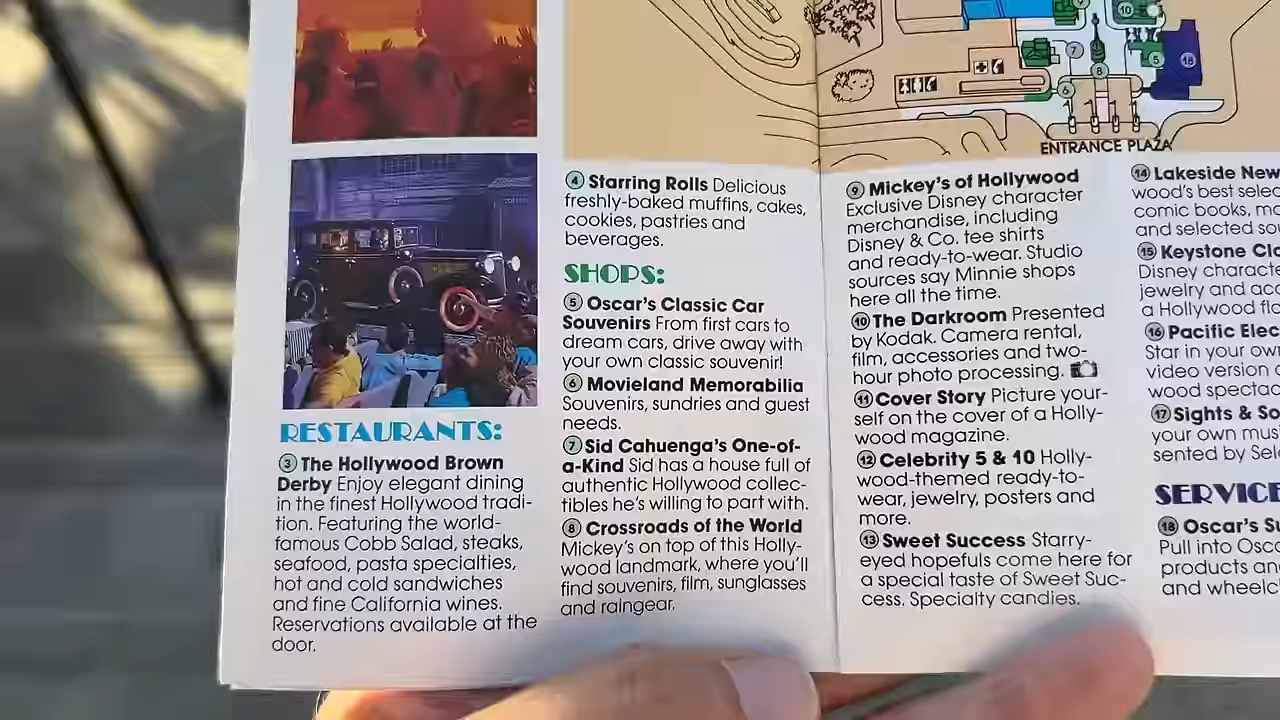 ENTRANCE PLAZA
RESTAURANTS:
3 The Hollywood Brown
Derby Enjoy elegant dining
in the finest Hollywood tradi-
tion. Featuring the world-
famous Cobb Salad, steaks,
seafood, pasta specialties,
hot and cold sandwiches
and fine California wines.
Reservations available at the
door.
4 Starring Rolls Delicious
freshly-baked muffins, cakes,
cookies, pastries and
beverages.
SHOPS:
5 Oscar's Classic Car
Souvenirs From first cars to
dream cars, drive away with
your own classic souvenir!
6 Movieland Memorabilia
Souvenirs, sundries and guest
needs.
7 Sid Cahuenga's One-of-
a-Kind Sid has a house full of
authentic Hollywood collec-
tibles he's willing to part with.
8 Crossroads of the World
Mickey's on top of this Holly-
wood landmark, where you'll
find souvenirs, film, sunglasses
and raingear.
9 Mickey's of Hollywood
Exclusive Disney character
merchandise, including
Disney & Co. tee shirts
and ready-to-wear. Studio
sources say Minnie shops
here all the time.
10 The Darkroom Presented
by Kodak. Camera rental,
film, accessories and two-
hour photo processing.
11 Cover Story Picture your-
self on the cover of a Holly-
wood magazine.
12 Celebrity 5 & 10 Holly-
wood-themed ready-to-
wear, jewelry, posters and
more.
13 Sweet Success Starry-
eyed hopefuls come here for
a special taste of Sweet Suc-
cess. Specialty candies.
14 Lakeside New
wood's best selec
comic books, ma
and selected sou
15 Keystone Clo
Disney characte
jewelry and acc
a Hollywood fla
16 Pacific Elec
Star in your own
video version o
wood spectac
17 Sights & So
your own musi
sented by Sel
SERVICE
18 Oscar's Su
Pull into Osca
products an
and wheelc